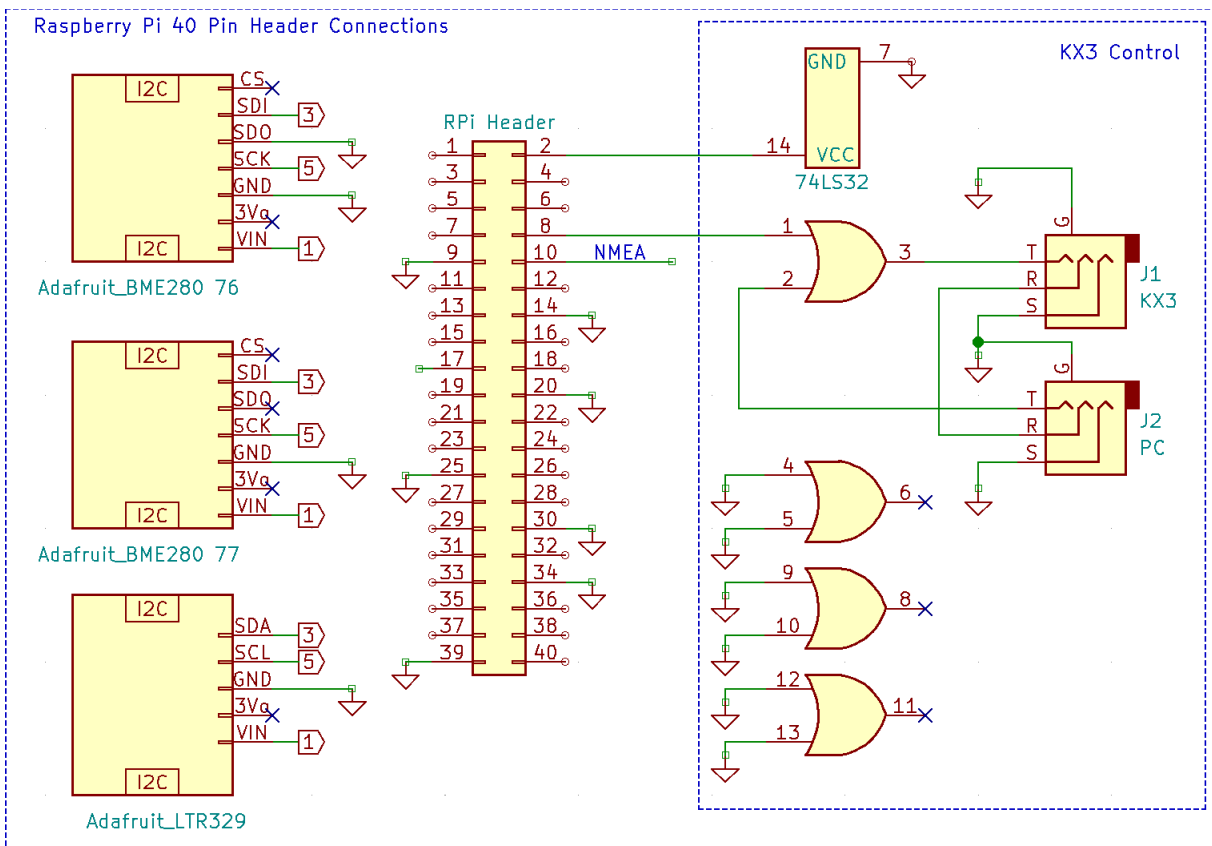 Raspberry Pi 40 Pin Header Connections
I2C
CS
SDI 3
SDO
SCK 5
GND
3Vo
VIN 1
I2C
Adafruit_BME280 76
I2C
CS
SDI 3
SDO
SCK 5
GND
3Vo
VIN 1
I2C
Adafruit_BME280 77
I2C
SDA 3
SCL 5
GND
3Vo
VIN 1
I2C
Adafruit_LTR329
RPi Header
1 2
3 4
5 6
7 8
9 10 NMEA
11 12
13 14
15 16
17 18
19 20
21 22
23 24
25 26
27 28
29 30
31 32
33 34
35 36
37 38
39 40
KX3 Control
GND 7
14 VCC
74LS32
1
2
3
G
T
R
S
J1
KX3
G
T
R
S
J2
PC
4
5
6
9
10
8
12
13
11